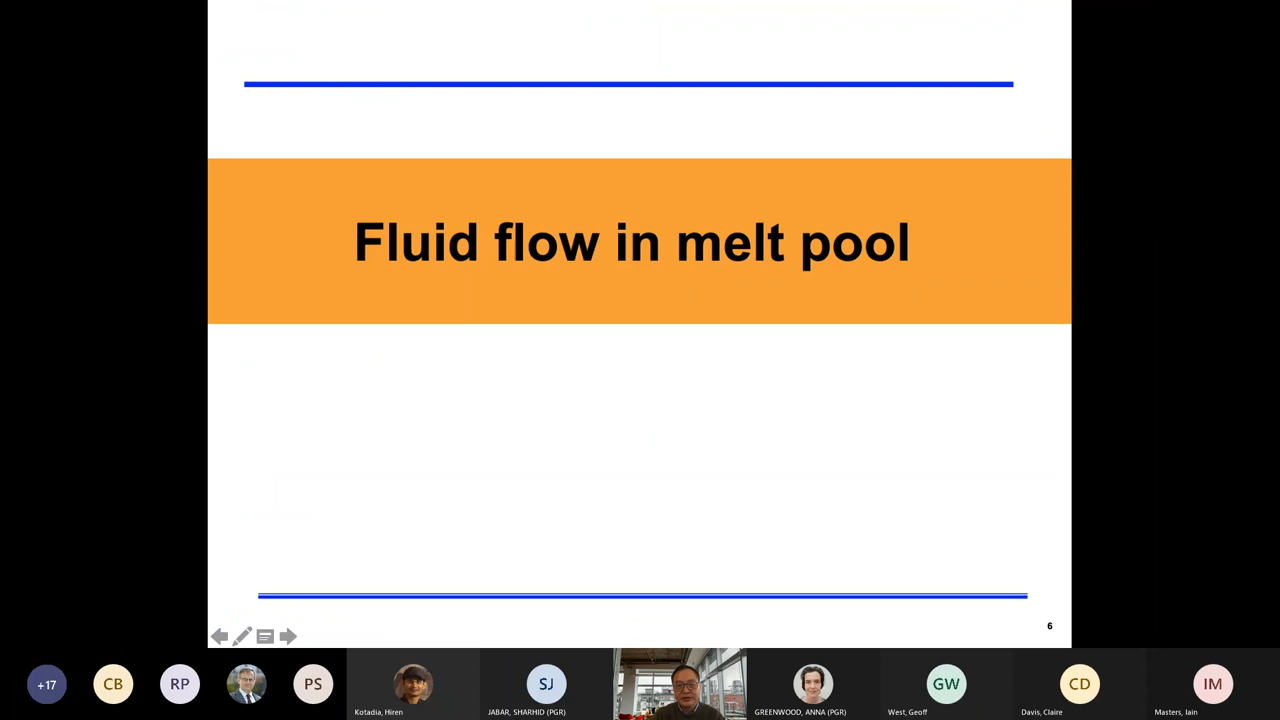 Fluid flow in melt pool
6
+17
CB
RP
PS
SJ
GW
CD
IM
Kotadia, Hiren
JABAR, SHARHID (PGR)
GREENWOOD, ANNA (PGR)
West, Geoff
Davis, Claire
Masters, Iain